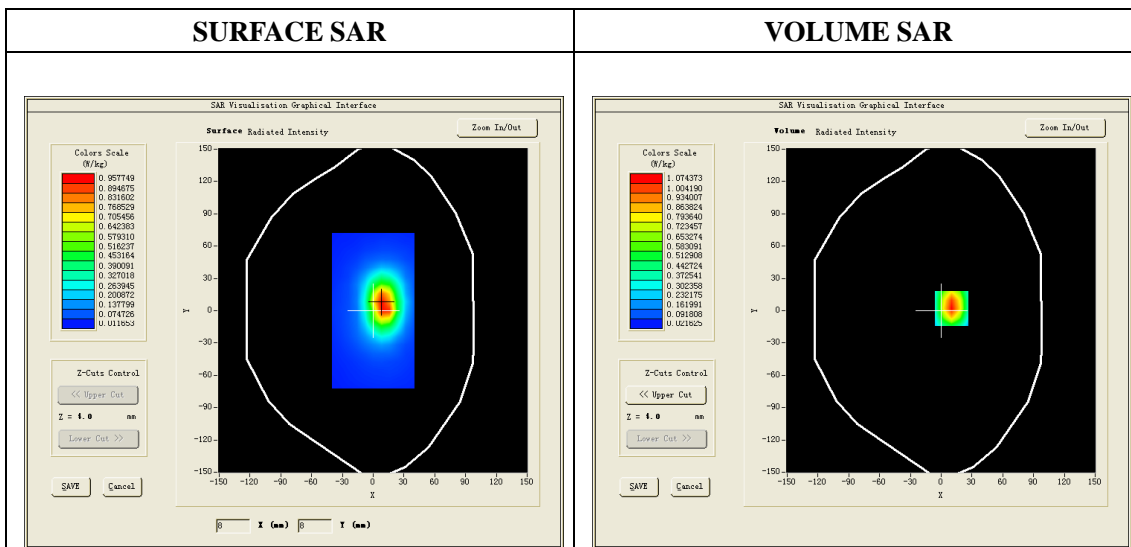 SURFACE SAR
VOLUME SAR
SAR Visualisation Graphical Interface
Surface Radiated Intensity
Zoom In/Out
Colors Scale
(W/kg)
0.957749
0.894675
0.831602
0.768529
0.705456
0.642383
0.579310
0.516237
0.453164
0.390091
0.327018
0.263945
0.200872
0.137799
0.074726
0.011653
150
120
90
60
30
0
-30
-60
-90
-120
-150
Y
-150 -120 -90 -60 -30 0 30 60 90 120 150
X
Z-Cuts Control
<< Upper Cut
Z = 4.0 mm
Lower Cut >>
SAVE Cancel
8 X (mm) 8 Y (mm)
SAR Visualisation Graphical Interface
Volume Radiated Intensity
Zoom In/Out
Colors Scale
(W/kg)
1.074373
1.004190
0.934007
0.863824
0.793640
0.723457
0.653274
0.583091
0.512908
0.442724
0.372541
0.302358
0.232175
0.161991
0.091808
0.021625
150
120
90
60
30
0
-30
-60
-90
-120
-150
Y
-150 -120 -90 -60 -30 0 30 60 90 120 150
X
Z-Cuts Control
<< Upper Cut
Z = 4.0 mm
Lower Cut >>
SAVE Cancel